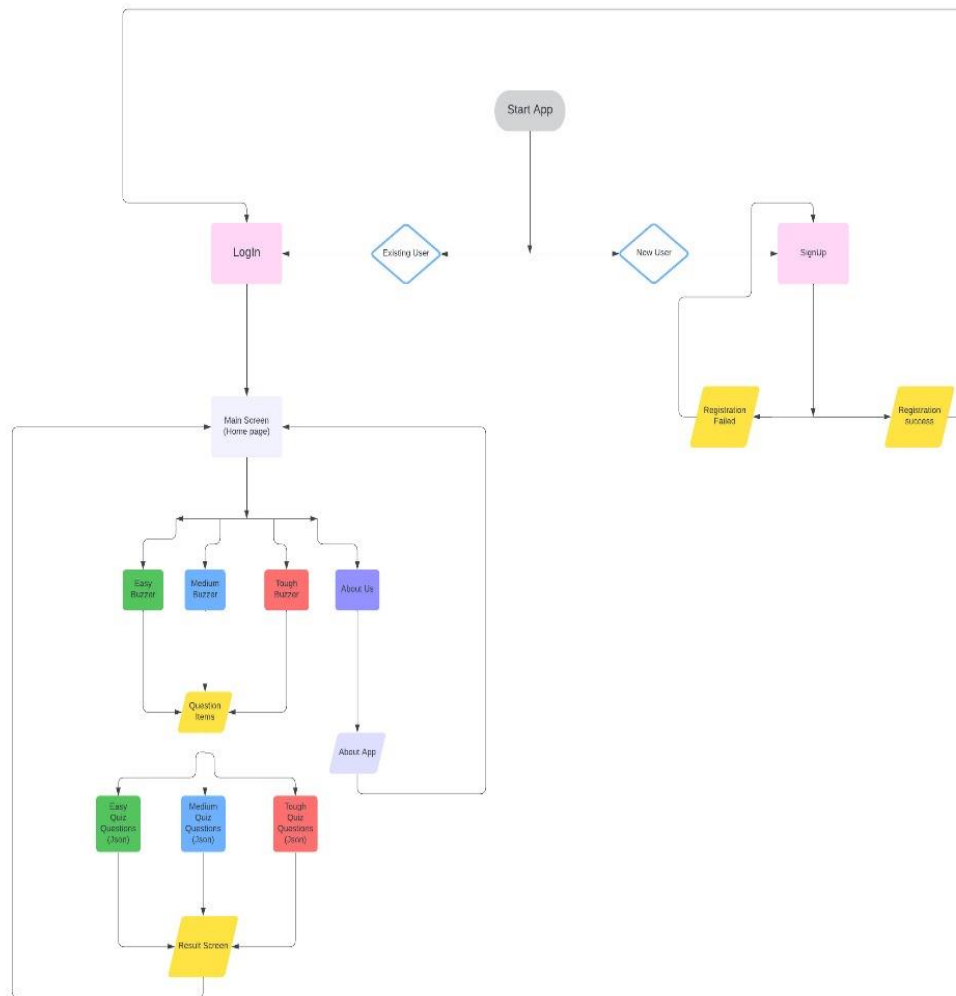 Start App
LogIn
Existing User
New User
SignUp
Main Screen
(Home page)
Registration
Failed
Registration
success
Easy
Buzzer
Medium
Buzzer
Tough
Buzzer
About Us
Question
Items
About App
Easy
Quiz
Questions
(Json)
Medium
Quiz
Questions
(Json)
Tough
Quiz
Questions
(Json)
Result Screen